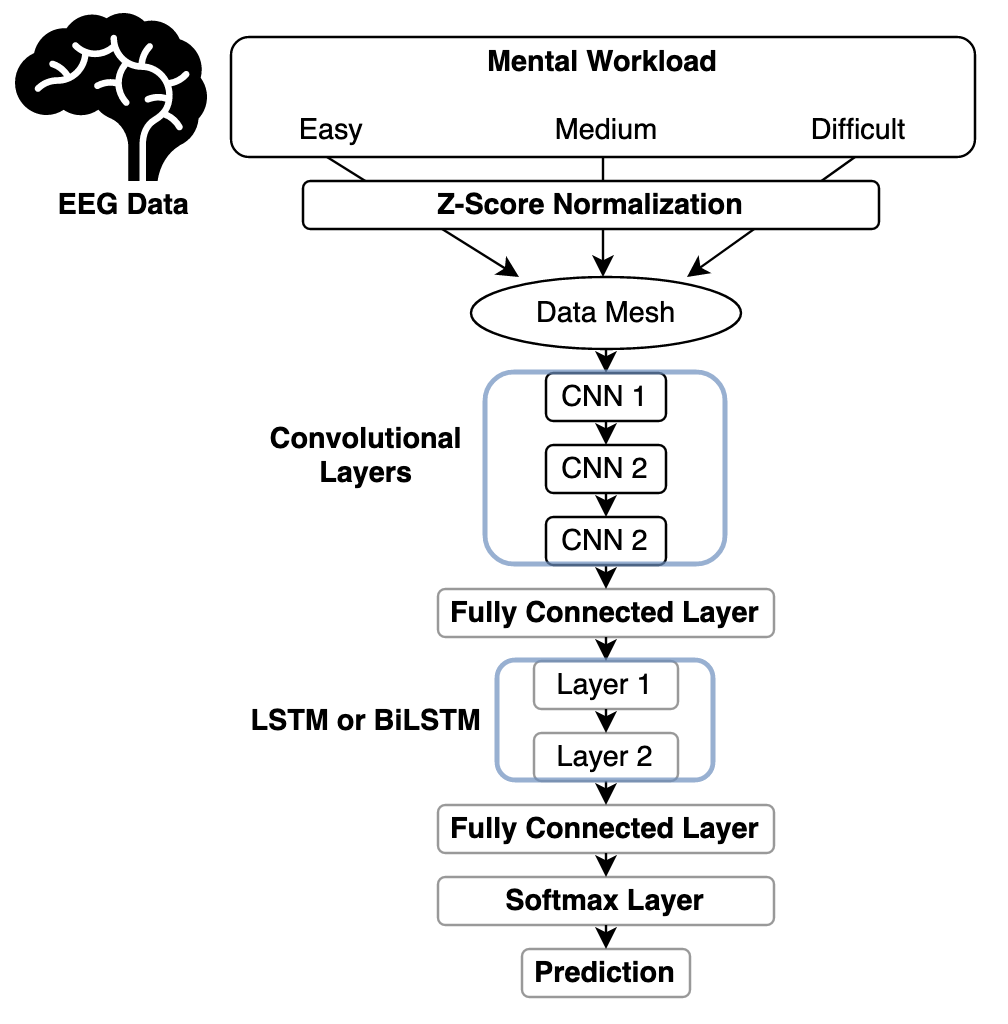 Mental Workload
Easy Medium Difficult
EEG Data
Z-Score Normalization
Data Mesh
CNN 1
Convolutional
Layers
CNN 2
CNN 2
Fully Connected Layer
Layer 1
LSTM or BiLSTM
Layer 2
Fully Connected Layer
Softmax Layer
Prediction